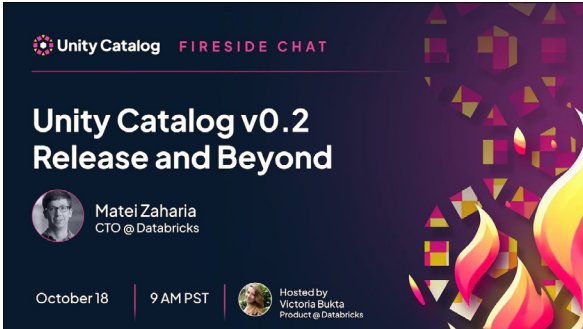 Unity Catalog FIRESIDE CHAT
Unity Catalog v0.2
Release and Beyond
Matei Zaharia
CTO @ Databricks
October 18
9 AM PST
Hosted by
Victoria Bukta
Product @ Databricks